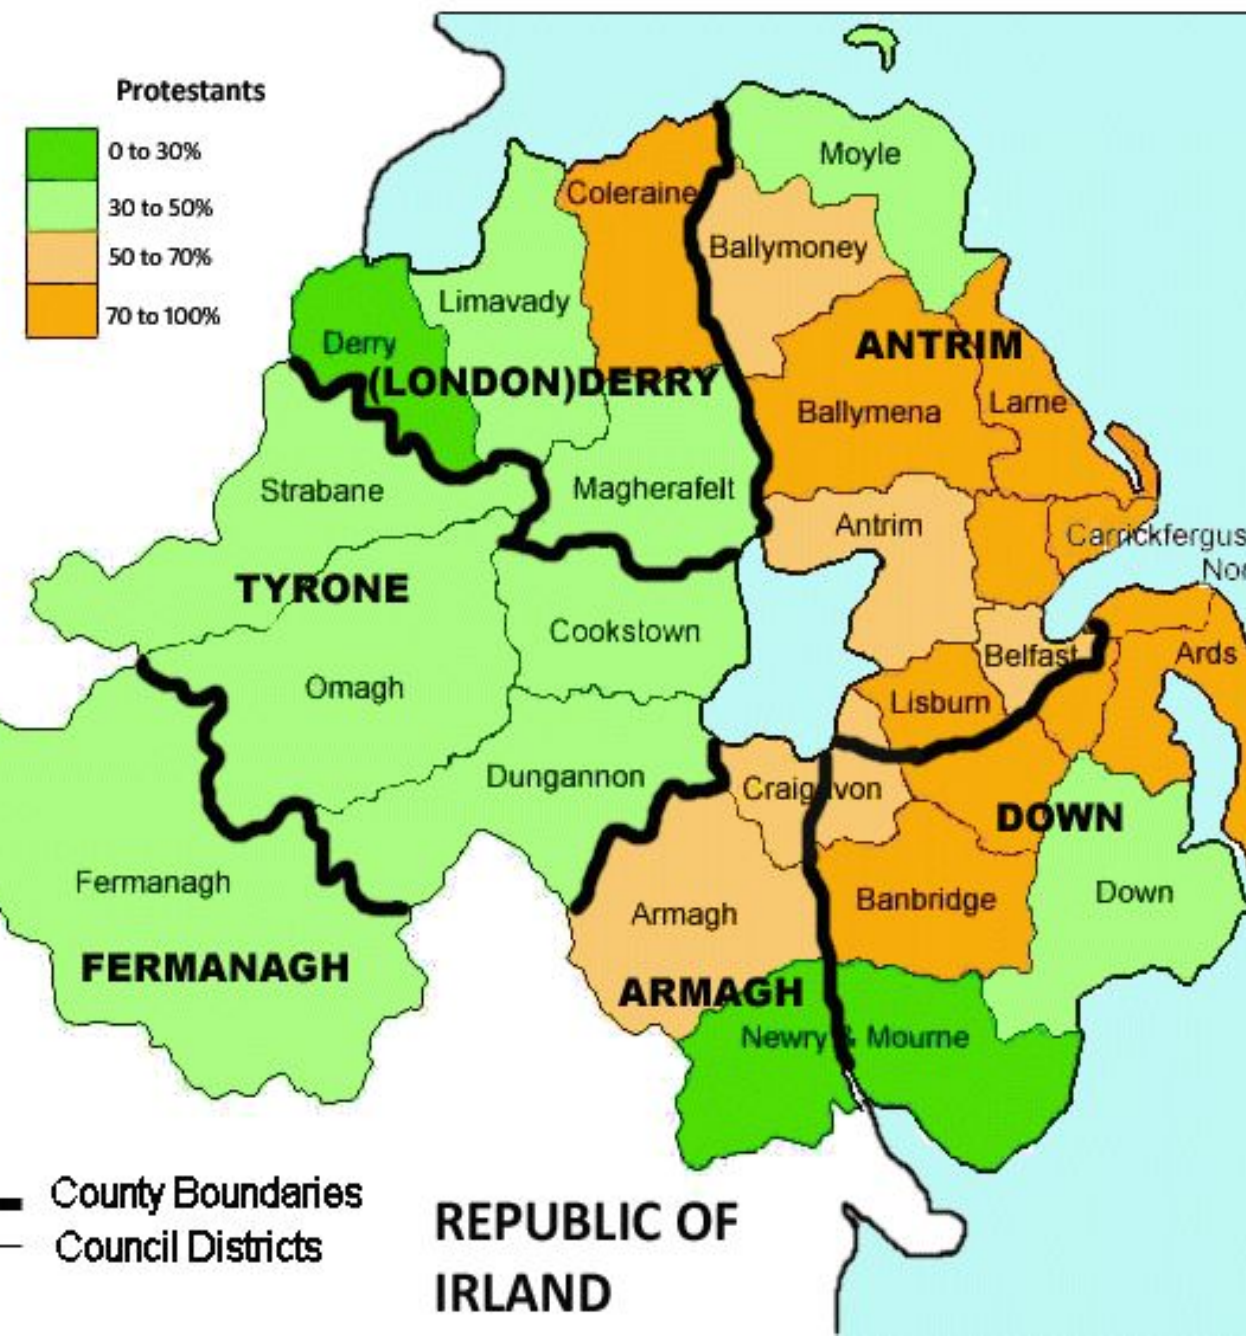 Protestants
0 to 30%
30 to 50%
50 to 70%
70 to 100%
Moyle
Coleraine
Ballymoney
Limavady
Derry
ANTRIM
(LONDON)DERRY
Ballymena
Larne
Strabane
Magherafelt
Antrim
Carrickfergus
TYRONE
Cookstown
Belfast
Ards
Omagh
Lisburn
Dungannon
Craigavon
DOWN
Fermanagh
Banbridge
Down
Armagh
FERMANAGH
ARMAGH
Newry & Mourne
County Boundaries
Council Districts
REPUBLIC OF
IRLAND